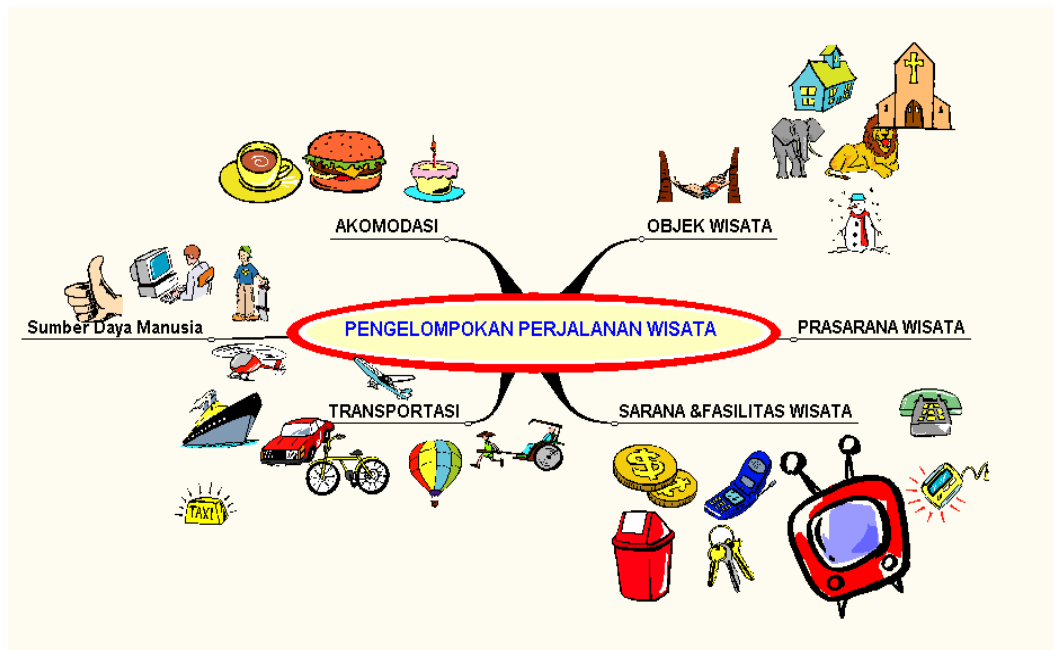 AKOMODASI
OBJEK WISATA
Sumber Daya Manusia
PENGELOMPOKAN PERJALANAN WISATA
PRASARANA WISATA
TRANSPORTASI
SARANA &FASILITAS WISATA
$
TAXI